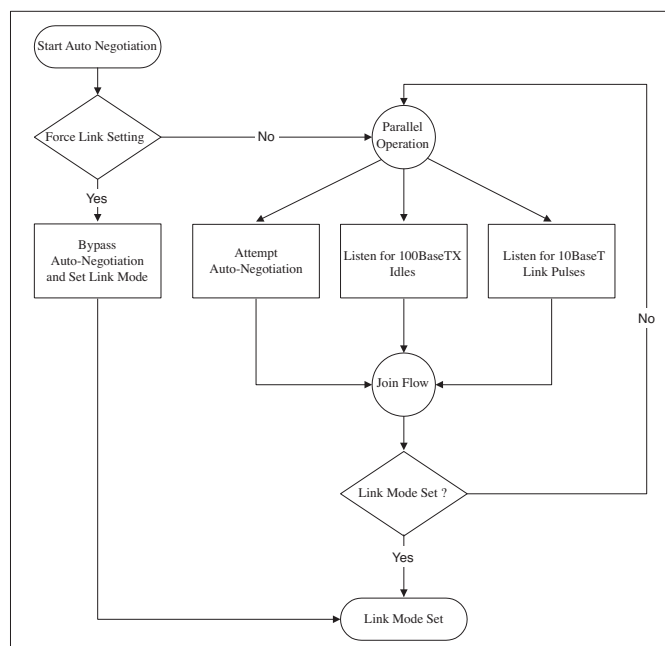 Start Auto Negotiation
Force Link Setting
No
Parallel
Operation
Yes
Bypass
Auto-Negotiation
and Set Link Mode
Attempt
Auto-Negotiation
Listen for 100BaseTX
Idles
Listen for 10BaseT
Link Pulses
No
Join Flow
Link Mode Set ?
Yes
Link Mode Set